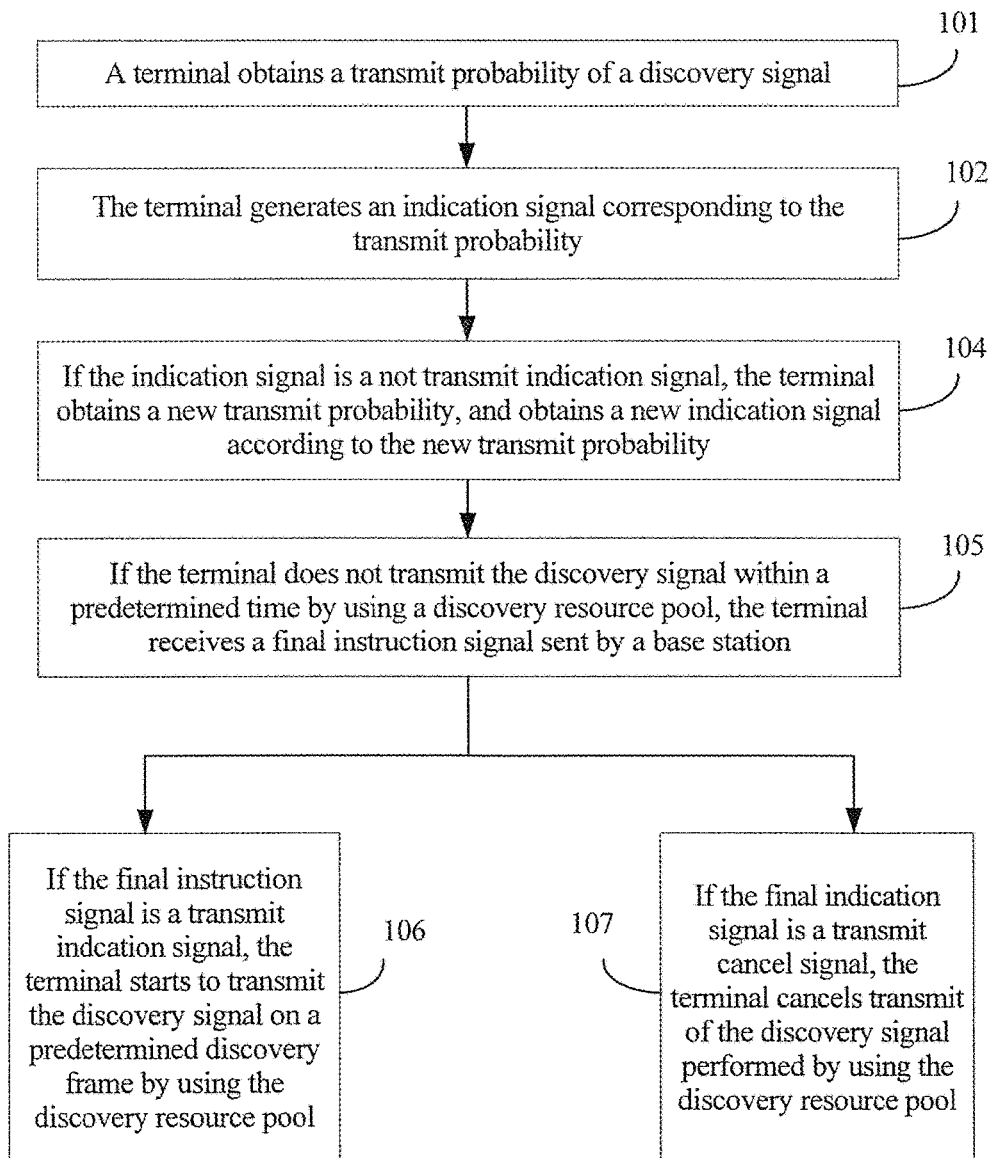 101
A terminal obtains a transmit probability of a discovery signal
102
The terminal generates an indication signal corresponding to the
transmit probability
104
If the indication signal is a not transmit indication signal, the terminal
obtains a new transmit probability, and obtains a new indication signal
according to the new transmit probability
105
If the terminal does not transmit the discovery signal within a
predetermined time by using a discovery resource pool, the terminal
receives a final instruction signal sent by a base station
If the final instruction
signal is a transmit
indcation signal, the
terminal starts to transmit
the discovery signal on a
predetermined discovery
frame by using the
discovery resource pool
106
107
If the final indication
signal is a transmit
cancel signal, the
terminal cancels transmit
of the discovery signal
performed by using the
discovery resource pool